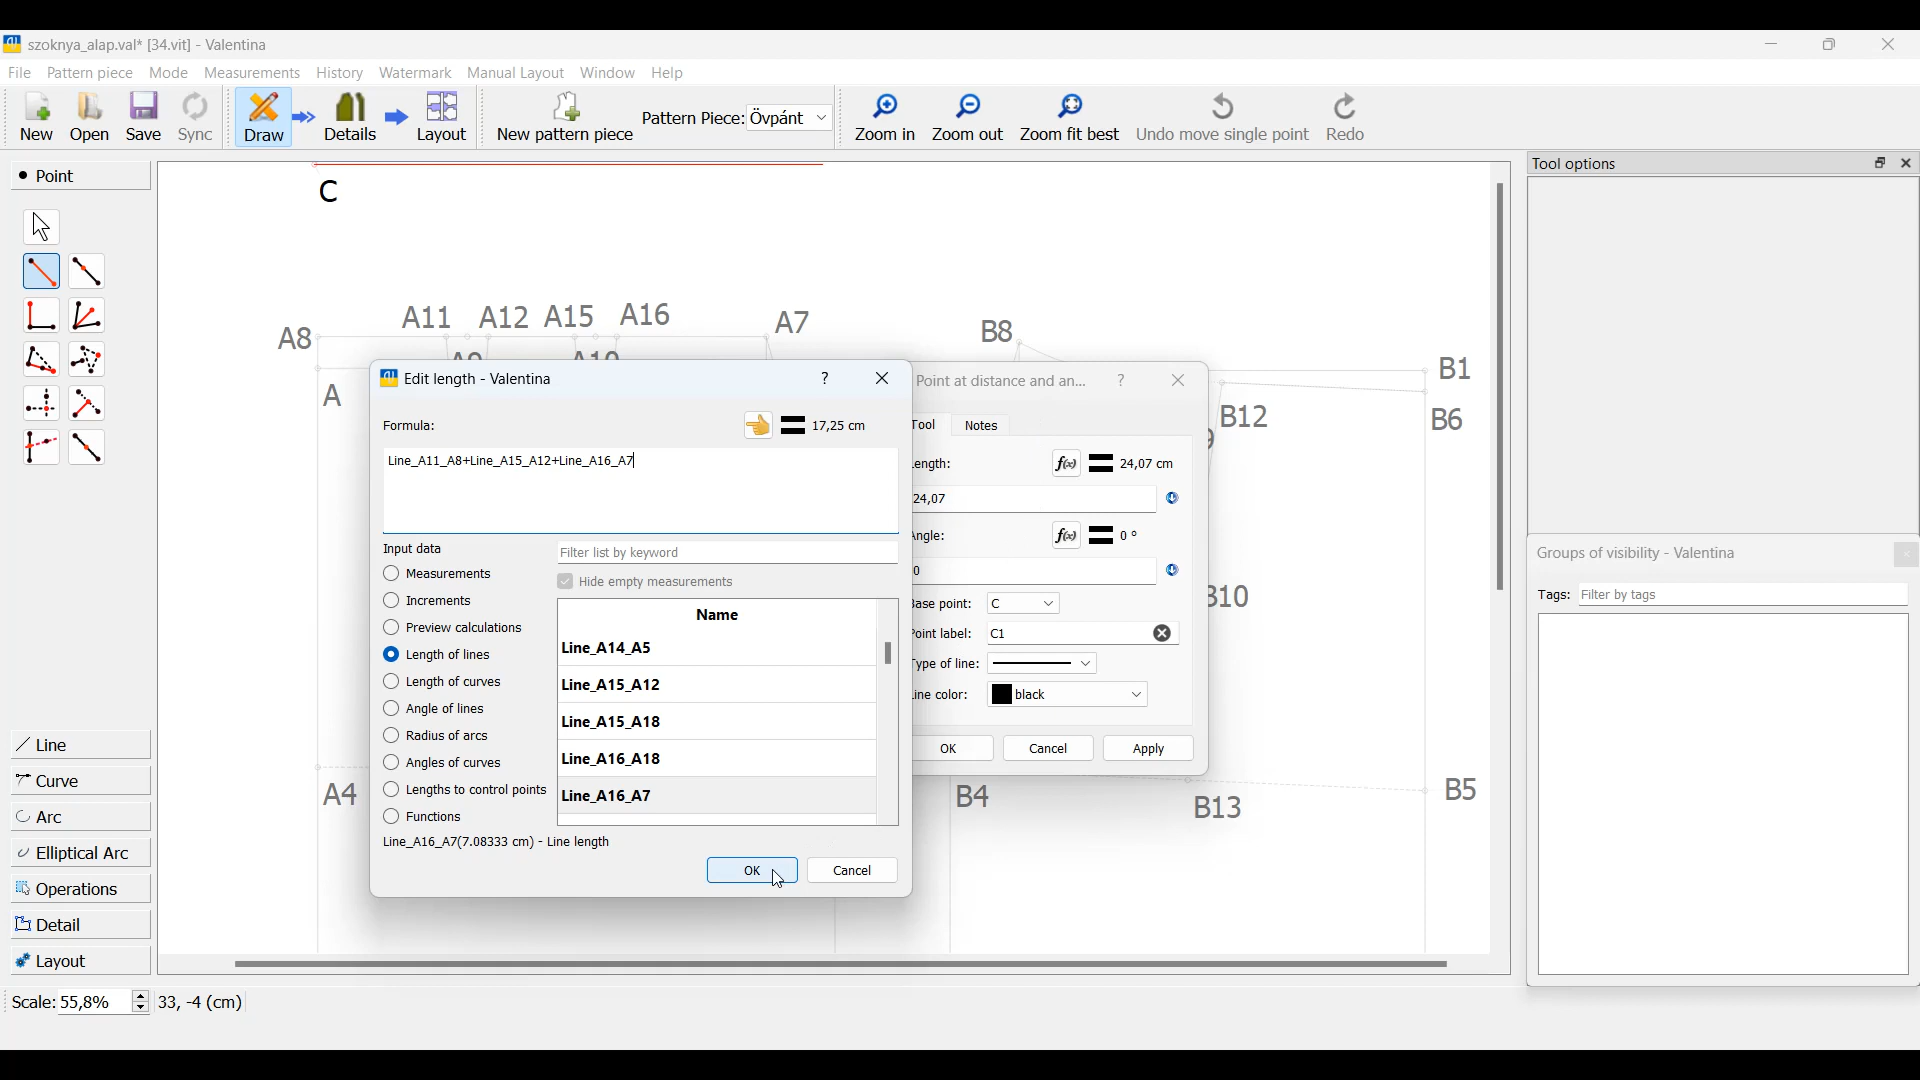 szoknya_alap.val* [34.vit] - Valentina
File Pattern piece Mode Measurements History Watermark Manual Layout Window Help
New Open Save Sync Draw Details Layout New pattern piece Pattern Piece: Övpánt Zoom in Zoom out Zoom fit best Undo move single point Redo
Point
Tool options
C
A8 A11 A12 A15 A16 A7 B8 B1
A B12 B6
B10
A4 B4 B13 B5
Edit length - Valentina ?
Formula: 17,25 cm
Line_A11_A8+Line_A15_A12+Line_A16_A7
Input data
Filter list by keyword
Measurements
Hide empty measurements
Increments
Preview calculations
Length of lines
Length of curves
Angle of lines
Radius of arcs
Angles of curves
Lengths to control points
Functions
Name
Line_A14_A5
Line_A15_A12
Line_A15_A18
Line_A16_A18
Line_A16_A7
Line_A16_A7(7.08333 cm) - Line length
OK Cancel
Point at distance and an... ?
Tool Notes
ength: f(x) 24,07 cm
24,07
Angle: f(x) 0 °
0
Base point: C
Point label: C1
Type of line:
Line color: black
OK Cancel Apply
Groups of visibility - Valentina
Tags: Filter by tags
Line
Curve
Arc
Elliptical Arc
Operations
Detail
Layout
Scale: 55,8% 33, -4 (cm)